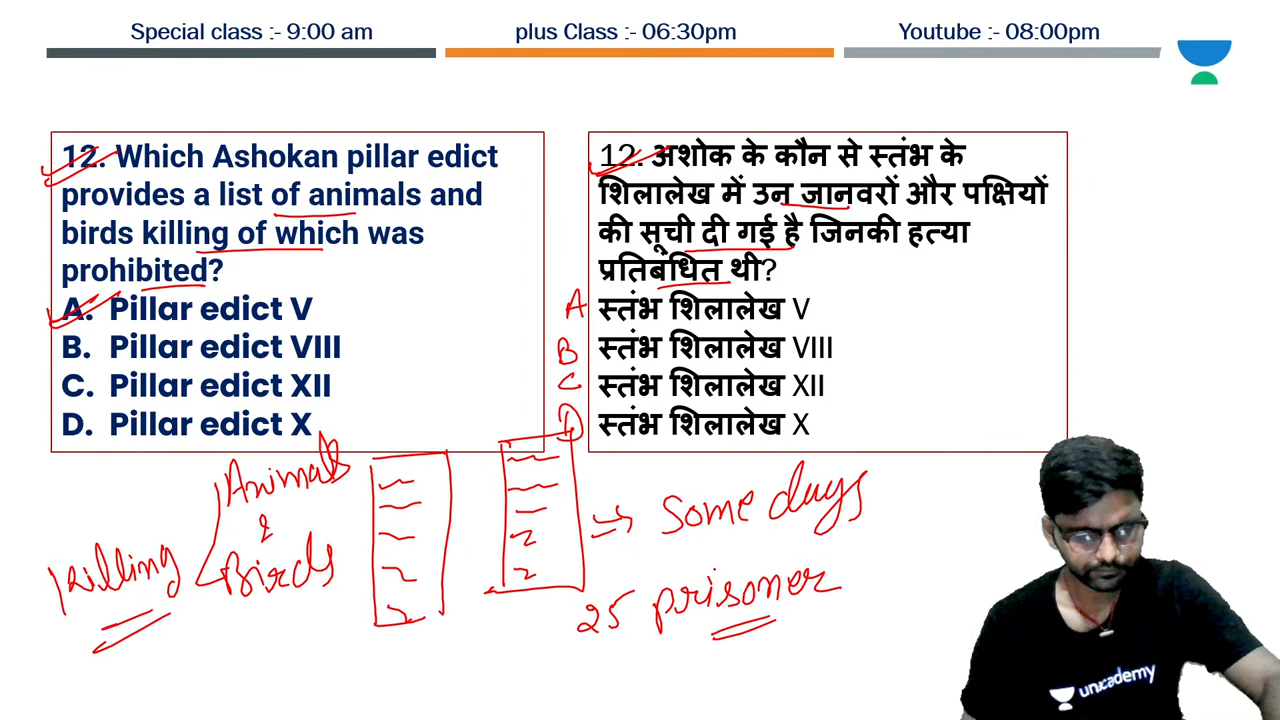 Special class :- 9:00 am
plus Class :- 06:30pm
Youtube :- 08:00pm
12. Which Ashokan pillar edict
provides a list of animals and
birds killing of which was
prohibited?
A. Pillar edict V
B. Pillar edict VIII
C. Pillar edict XII
D. Pillar edict X
12. अशोक के कौन से स्तंभ के
शिलालेख में उन जानवरों और पक्षियों
की सूची दी गई है जिनकी हत्या
प्रतिबंधित थी?
A स्तंभ शिलालेख V
B स्तंभ शिलालेख VIII
C स्तंभ शिलालेख XII
D स्तंभ शिलालेख X
Killing
Animals
&
Birds
Some days
25 prisoner
unacademy